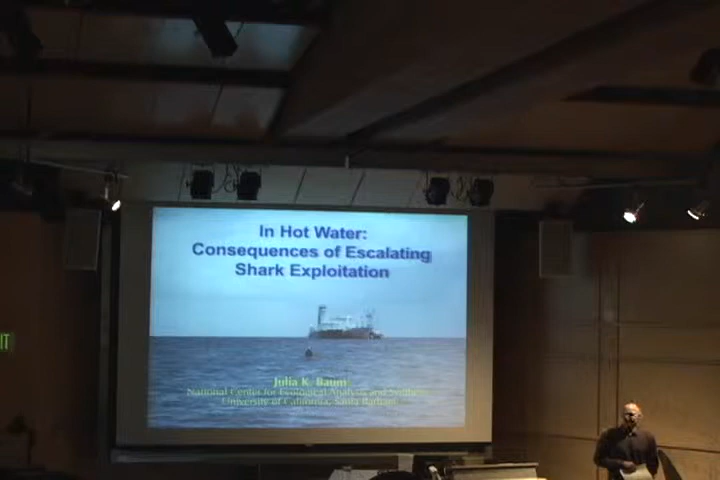 In Hot Water:
Consequences of Escalating
Shark Exploitation
Julia K. Baum
National Center for Ecological Analysis and Synthesis
University of California, Santa Barbara
IT